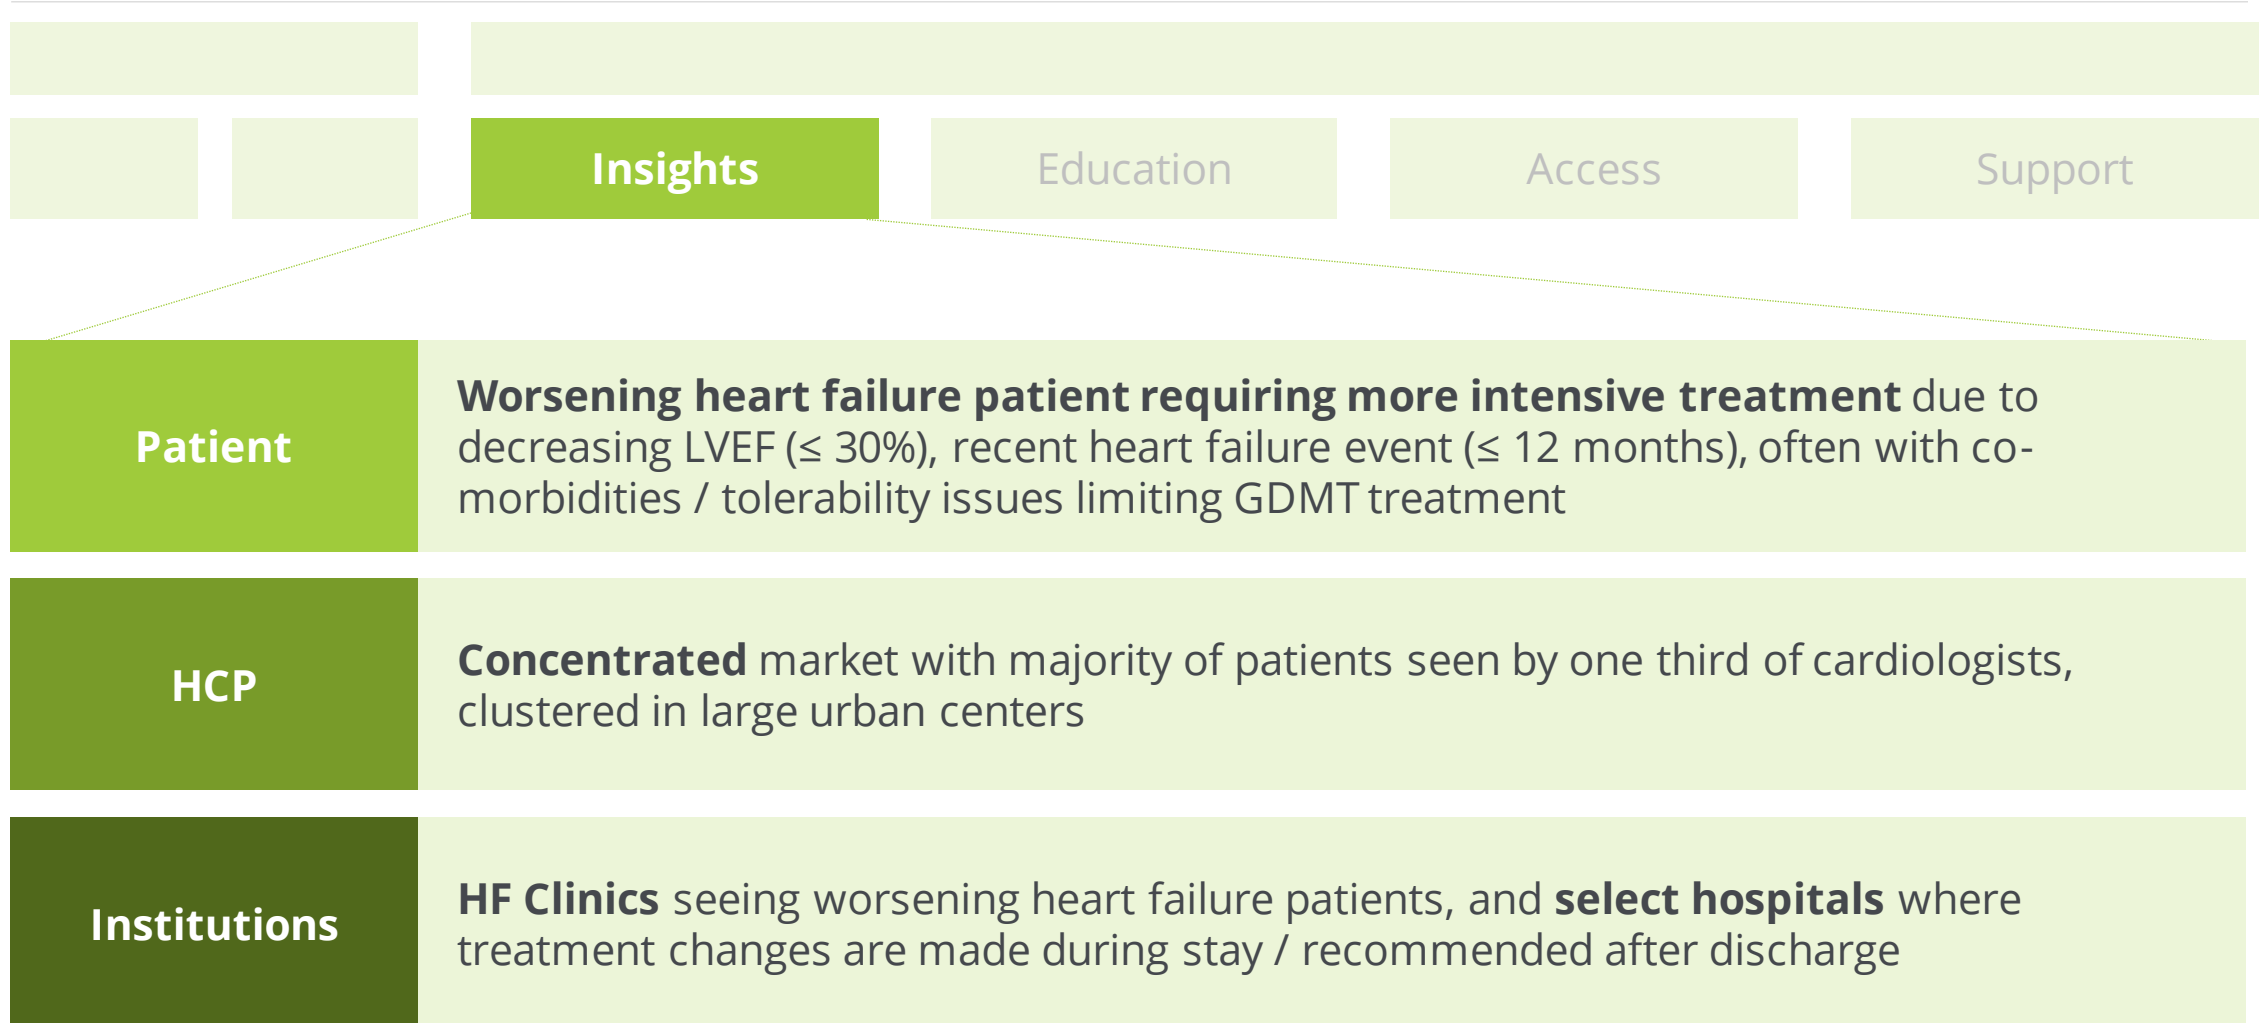 Insights
Education
Access
Support
Patient
Worsening heart failure patient requiring more intensive treatment due to
decreasing LVEF (≤ 30%), recent heart failure event (≤ 12 months), often with co-
morbidities / tolerability issues limiting GDMT treatment
HCP
Concentrated market with majority of patients seen by one third of cardiologists,
clustered in large urban centers
Institutions
HF Clinics seeing worsening heart failure patients, and select hospitals where
treatment changes are made during stay / recommended after discharge